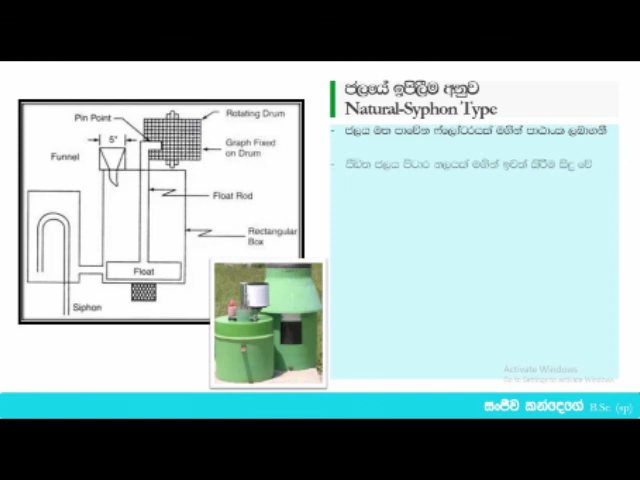 ජලයේ ඉපිලීම අනුව
Natural-Syphon Type
- ජලය මත පාවෙන ෆ්ලෝටරයක් මගින් පාඨාංක ලබාගනී
- ජලය පිටාර නලයක් මගින් ඉවත් කිරීම සිදු වේ
Pin Point
Rotating Drum
5"
Graph Fixed
on Drum
Funnel
Float Rod
Rectangular
Box
Float
Siphon
Activate Windows
Go to Settings to activate Windows.
සංජීව කන්දෙගේ B.Sc. (sp)